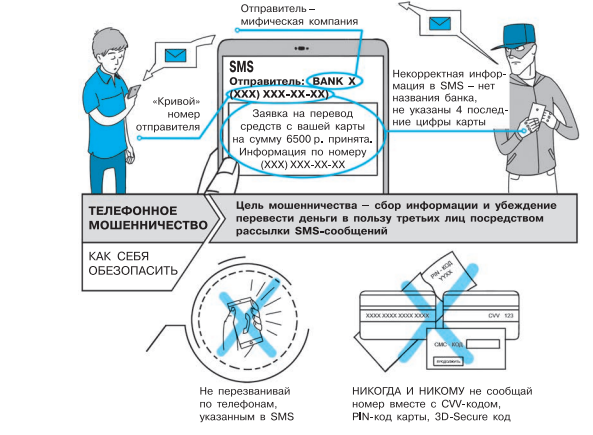 Отправитель –
мифическая компания
SMS
Отправитель: BANK X
(XXX) XXX-XX-XX)
«Кривой»
номер
отправителя
Заявка на перевод
средств с вашей карты
на сумму 6500 р. принята.
Информация по номеру
(XXX) XXX-XX-XX
Некорректная инфор-
мация в SMS – нет
названия банка,
не указаны 4 послед-
ние цифры карты
ТЕЛЕФОННОЕ
МОШЕННИЧЕСТВО
Цель мошенничества – сбор информации и убеждение
перевести деньги в пользу третьих лиц посредством
рассылки SMS-сообщений
КАК СЕБЯ
ОБЕЗОПАСИТЬ
PIN - КОД
YYXX
XXXX XXXX XXXX XXXX
CVV 123
СМС - КОД
ПРОДОЛЖИТЬ
Не перезванивай
по телефонам,
указанным в SMS
НИКОГДА И НИКОМУ не сообщай
номер вместе с CVV-кодом,
PIN-код карты, 3D-Secure код